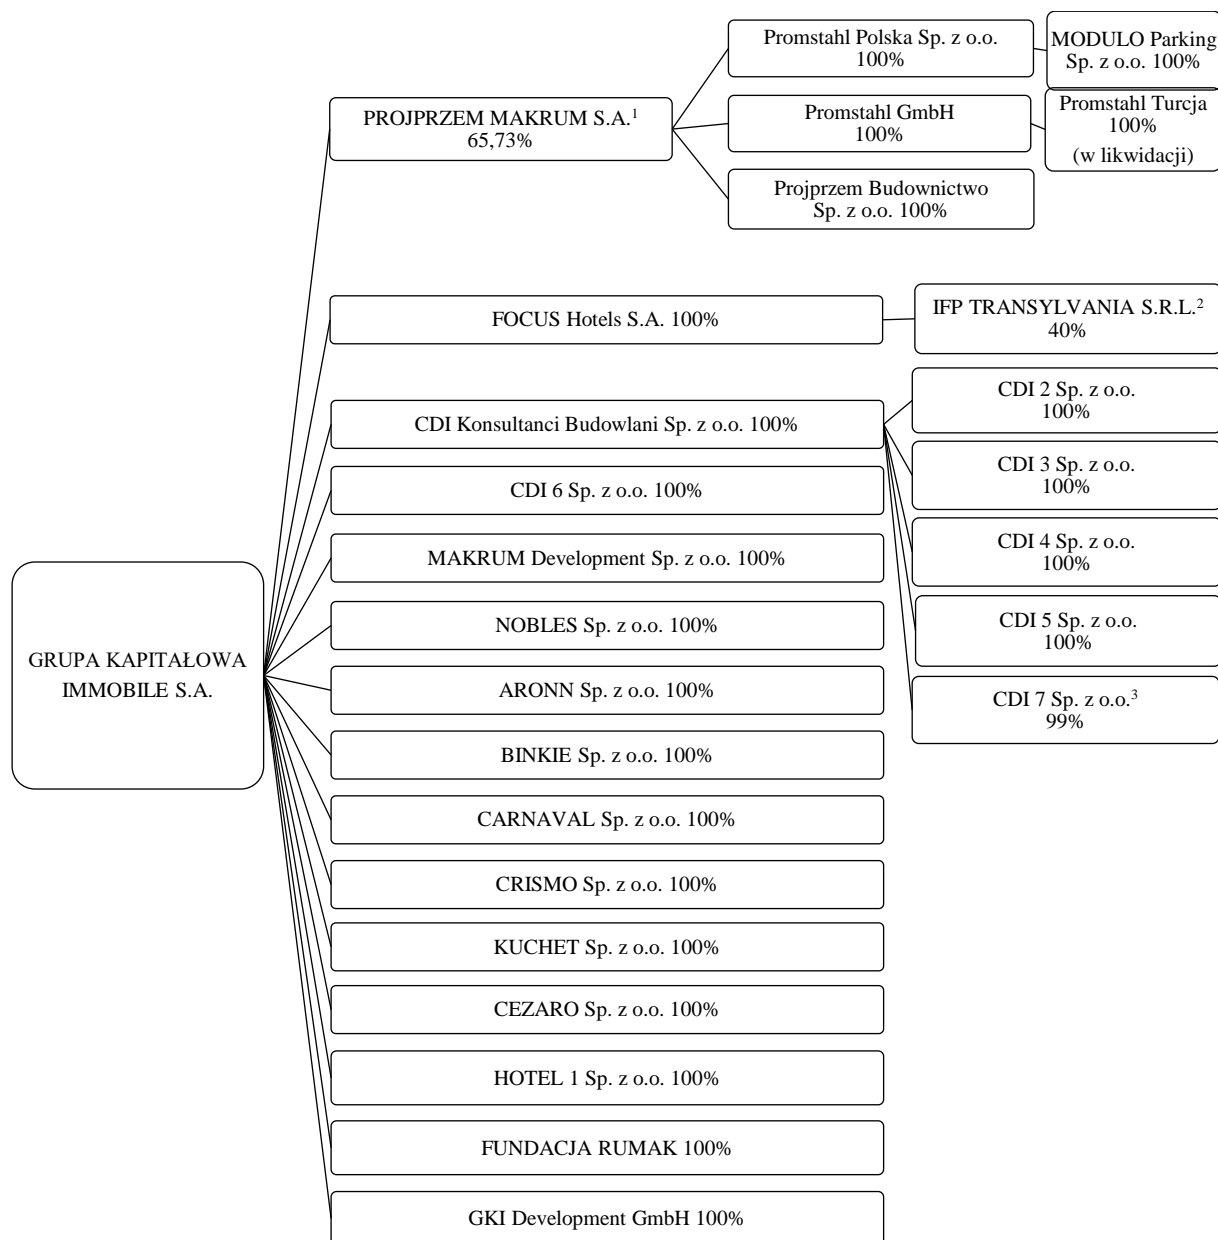 Promstahl Polska Sp. z o.o.
100%
MODULO Parking
Sp. z o.o. 100%
PROJPRZEM MAKRUM S.A.¹
65,73%
Promstahl GmbH
100%
Promstahl Turcja
100%
(w likwidacji)
Projprzem Budownictwo
Sp. z o.o. 100%
FOCUS Hotels S.A. 100%
IFP TRANSYLVANIA S.R.L.²
40%
CDI Konsultanci Budowlani Sp. z o.o. 100%
CDI 2 Sp. z o.o.
100%
CDI 3 Sp. z o.o.
100%
CDI 4 Sp. z o.o.
100%
CDI 5 Sp. z o.o.
100%
CDI 7 Sp. z o.o.³
99%
CDI 6 Sp. z o.o. 100%
MAKRUM Development Sp. z o.o. 100%
NOBLES Sp. z o.o. 100%
GRUPA KAPITAŁOWA
IMMOBILE S.A.
ARONN Sp. z o.o. 100%
BINKIE Sp. z o.o. 100%
CARNAVAL Sp. z o.o. 100%
CRISMO Sp. z o.o. 100%
KUCHET Sp. z o.o. 100%
CEZARO Sp. z o.o. 100%
HOTEL 1 Sp. z o.o. 100%
FUNDACJA RUMAK 100%
GKI Development GmbH 100%